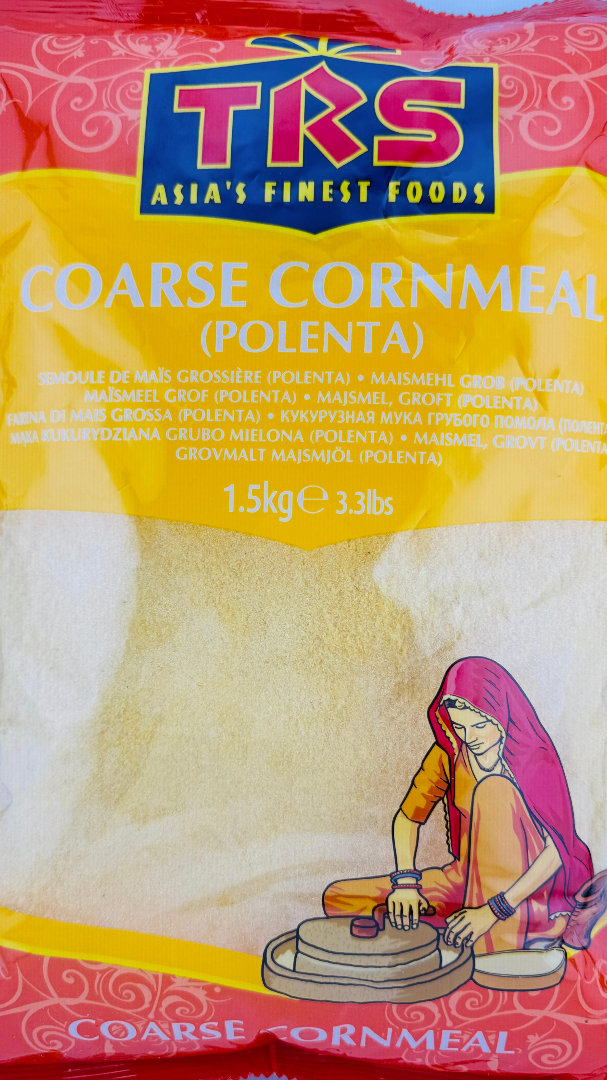 TRS
ASIA'S FINEST FOODS
COARSE CORNMEAL
(POLENTA)
SEMOULE DE MAÏS GROSSIÈRE (POLENTA) • MAISMEHL GROB (POLENTA)
MAÏSMEEL GROF (POLENTA) • MAJSMEL, GROFT (POLENTA)
FARINA DI MAIS GROSSA (POLENTA) • КУКУРУЗНАЯ МУКА ГРУБОГО ПОМОЛА (ПОЛЕНТА
MĄKA KUKURYDZIANA GRUBO MIELONA (POLENTA) • MAISMEL, GROVT (POLENTA
GROVMALT MAJSMJÖL (POLENTA)
1.5kg℮ 3.3lbs
COARSE CORNMEAL